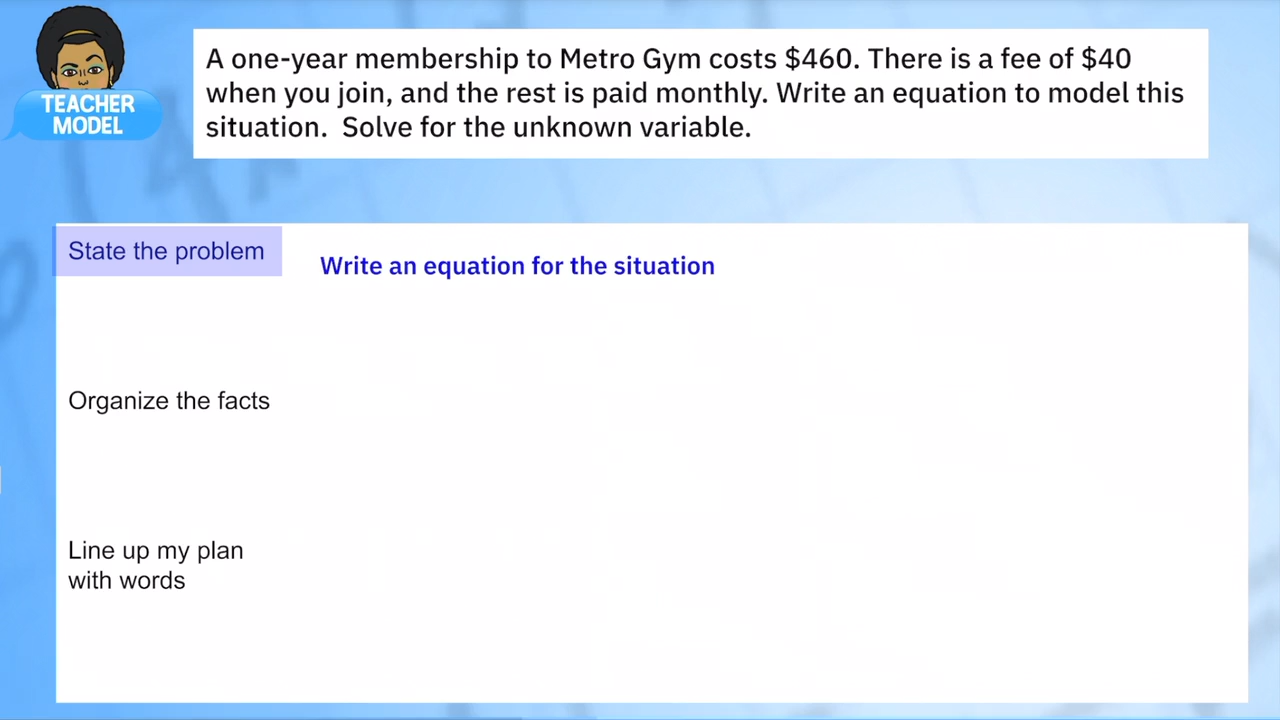 TEACHER
MODEL
A one-year membership to Metro Gym costs $460. There is a fee of $40
when you join, and the rest is paid monthly. Write an equation to model this
situation.  Solve for the unknown variable.
State the problem
Write an equation for the situation
Organize the facts
Line up my plan
with words